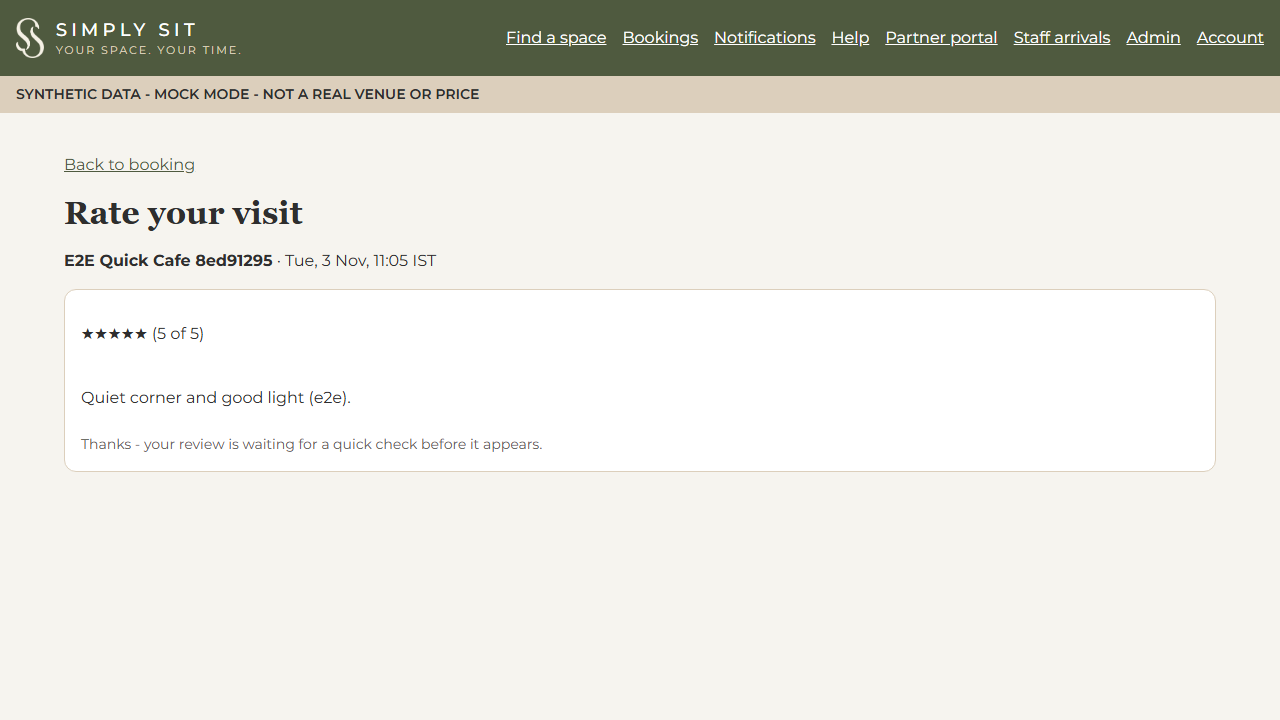 SIMPLY SIT
YOUR SPACE. YOUR TIME.
Find a space Bookings Notifications Help Partner portal Staff arrivals Admin Account
SYNTHETIC DATA - MOCK MODE - NOT A REAL VENUE OR PRICE
Back to booking
Rate your visit
E2E Quick Cafe 8ed91295 · Tue, 3 Nov, 11:05 IST
★★★★★ (5 of 5)
Quiet corner and good light (e2e).
Thanks - your review is waiting for a quick check before it appears.